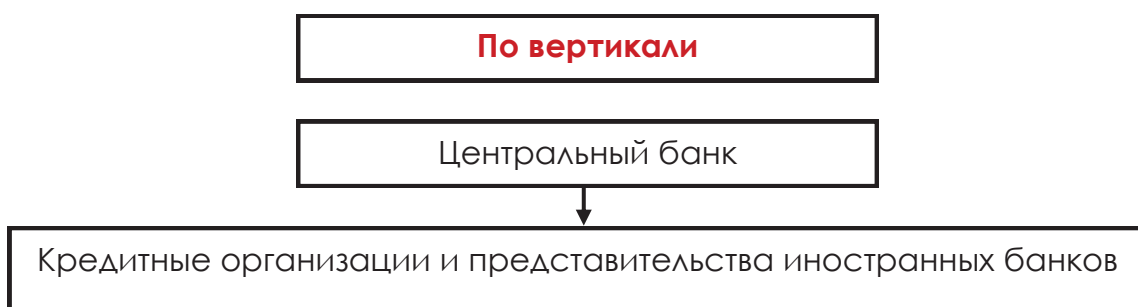 По вертикали
Центральный банк
Кредитные организации и представительства иностранных банков